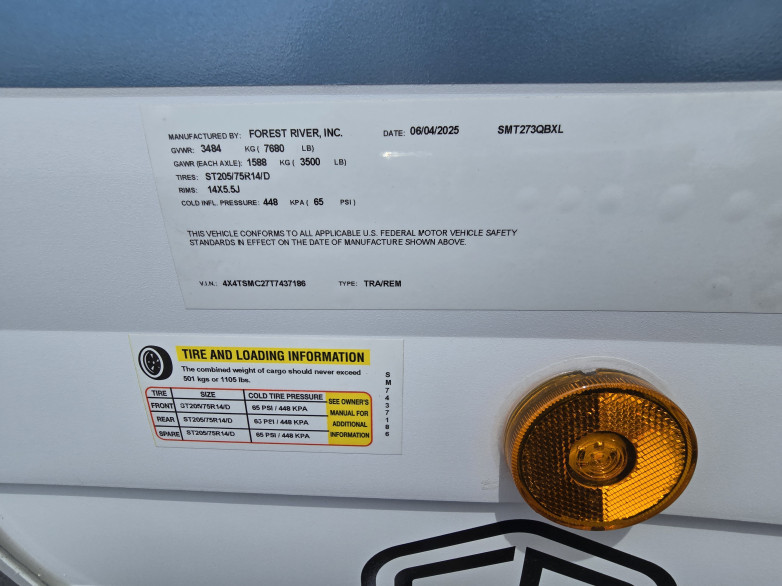 MANUFACTURED BY: FOREST RIVER, INC. DATE: 06/04/2025 SMT273QBXL
GVWR: 3484 KG ( 7680 LB)
GAWR (EACH AXLE): 1588 KG ( 3500 LB)
TIRES: ST205/75R14/D
RIMS: 14X5.5J
COLD INFL. PRESSURE: 448 KPA ( 65 PSI )
THIS VEHICLE CONFORMS TO ALL APPLICABLE U.S. FEDERAL MOTOR VEHICLE SAFETY
STANDARDS IN EFFECT ON THE DATE OF MANUFACTURE SHOWN ABOVE.
V.I.N.: 4X4TSMC27T7437186 TYPE: TRA/REM
TIRE AND LOADING INFORMATION
The combined weight of cargo should never exceed
501 kgs or 1105 lbs.
TIRE SIZE COLD TIRE PRESSURE
FRONT ST205/75R14/D 65 PSI / 448 KPA
REAR ST205/75R14/D 65 PSI / 448 KPA
SPARE ST205/75R14/D 65 PSI / 448 KPA
SEE OWNER'S
MANUAL FOR
ADDITIONAL
INFORMATION
SM7437186